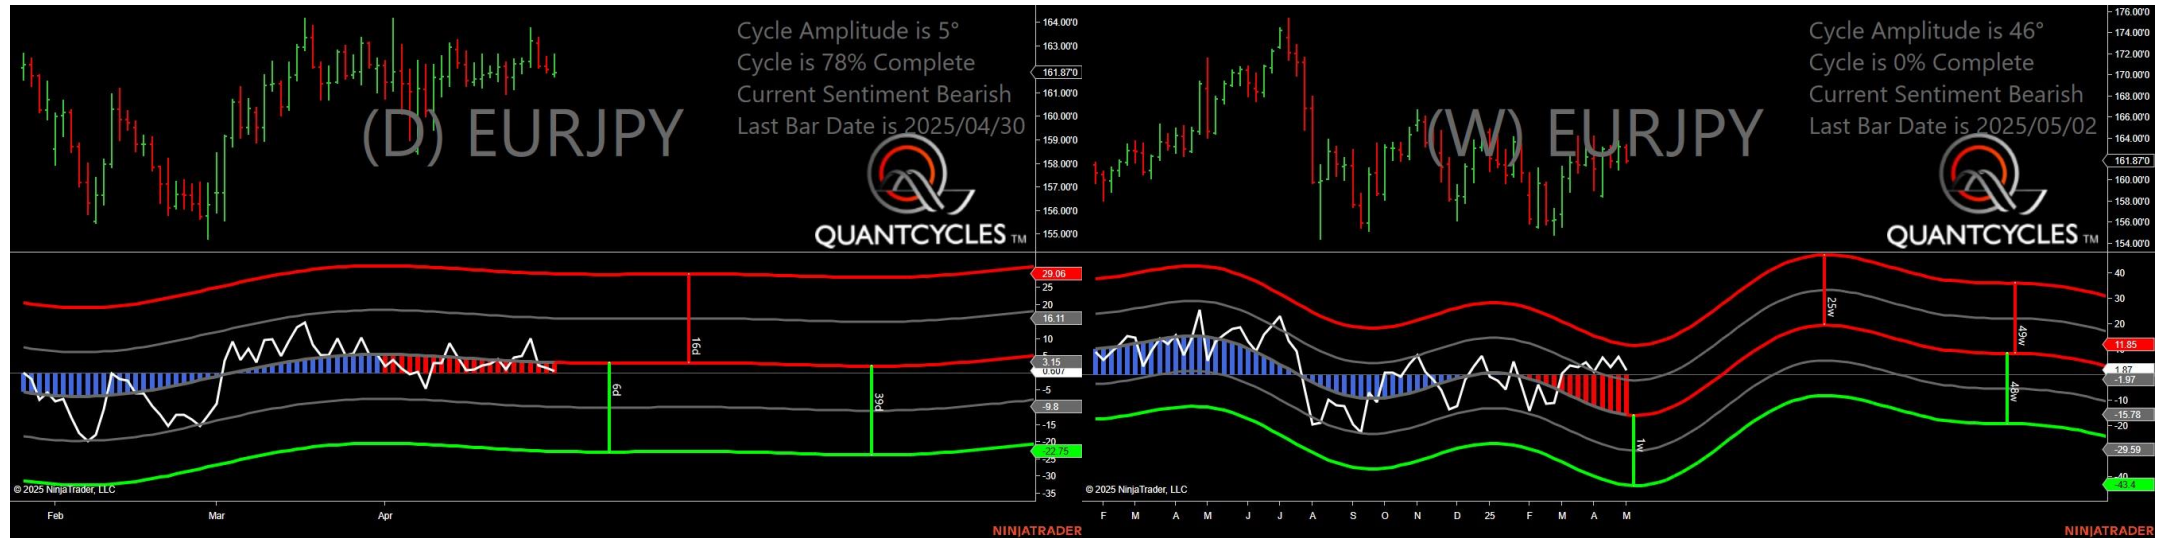 Cycle Amplitude is 5°
Cycle is 78% Complete
Current Sentiment Bearish
Last Bar Date is 2025/04/30
(D) EURJPY
QUANTCYCLES TM
164.00'0
163.00'0
161.87'0
161.00'0
160.00'0
159.00'0
158.00'0
157.00'0
156.00'0
155.00'0
29.06
25
20
16.11
10
3.15
0.607
-5
-9.8
-15
-20
-22.75
-25
-30
-35
16d
6d
39d
© 2025 NinjaTrader, LLC
Feb Mar Apr
NINJATRADER
Cycle Amplitude is 46°
Cycle is 0% Complete
Current Sentiment Bearish
Last Bar Date is 2025/05/02
(W) EURJPY
QUANTCYCLES TM
176.00'0
174.00'0
172.00'0
170.00'0
168.00'0
166.00'0
164.00'0
161.87'0
160.00'0
158.00'0
156.00'0
154.00'0
40
30
20
11.85
1.87
-1.97
-10
-15.78
-20
-29.59
-40
-43.4
25w
49w
48w
1w
© 2025 NinjaTrader, LLC
F M A M J J A S O N D 25 F M A M
NINJATRADER